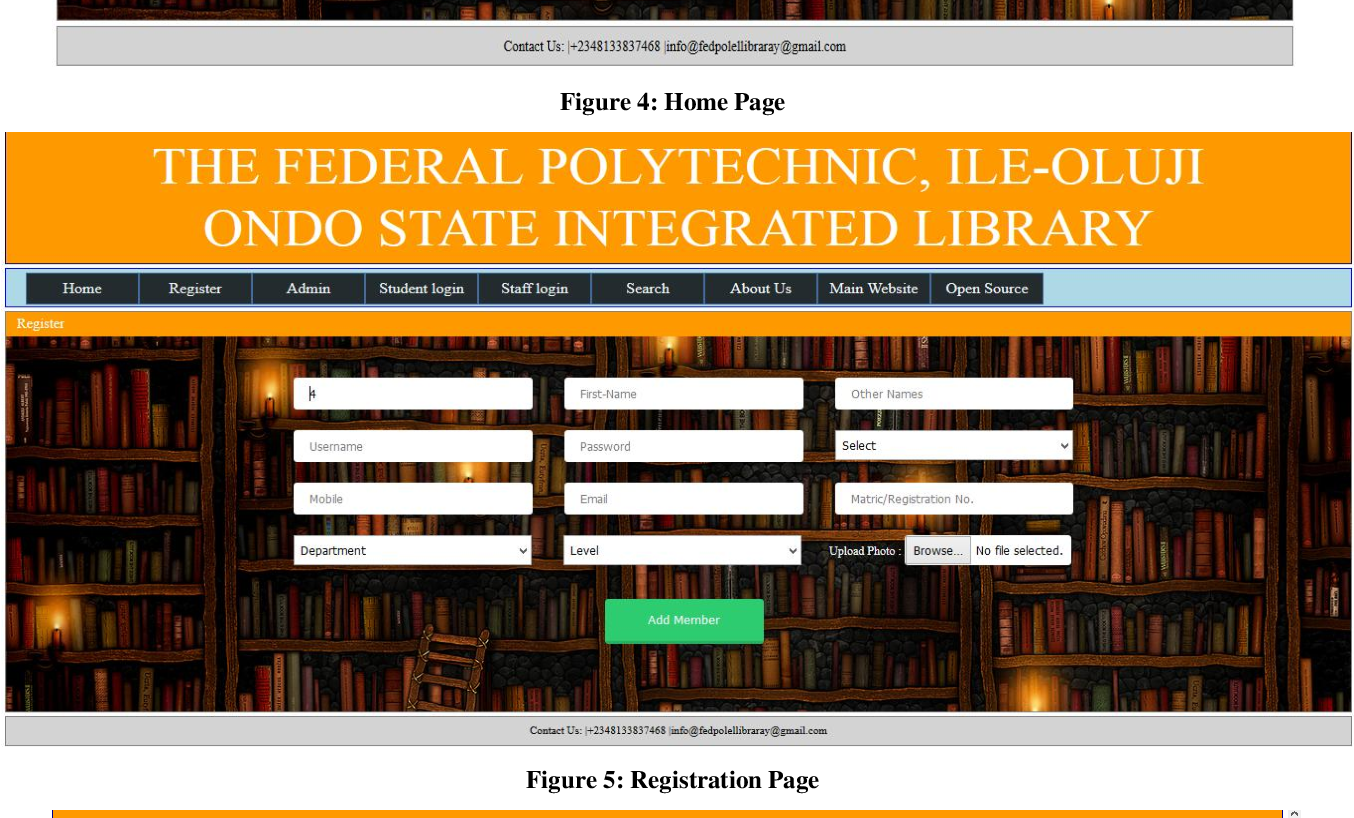 Contact Us: |+2348133837468 |info@fedpolellibraray@gmail.com
Figure 4: Home Page
THE FEDERAL POLYTECHNIC, ILE-OLUJI
ONDO STATE INTEGRATED LIBRARY
Home Register Admin Student login Staff login Search About Us Main Website Open Source
Register
4 First-Name Other Names
Username Password Select
Mobile Email Matric/Registration No.
Department Level Upload Photo : Browse... No file selected.
Add Member
Contact Us: |+2348133837468 |info@fedpolellibraray@gmail.com
Figure 5: Registration Page